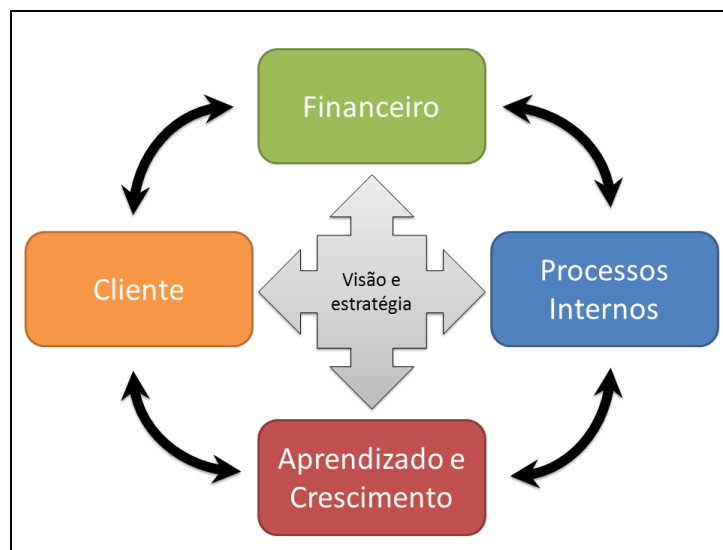 Financeiro
Cliente
Visão e
estratégia
Processos
Internos
Aprendizado e
Crescimento